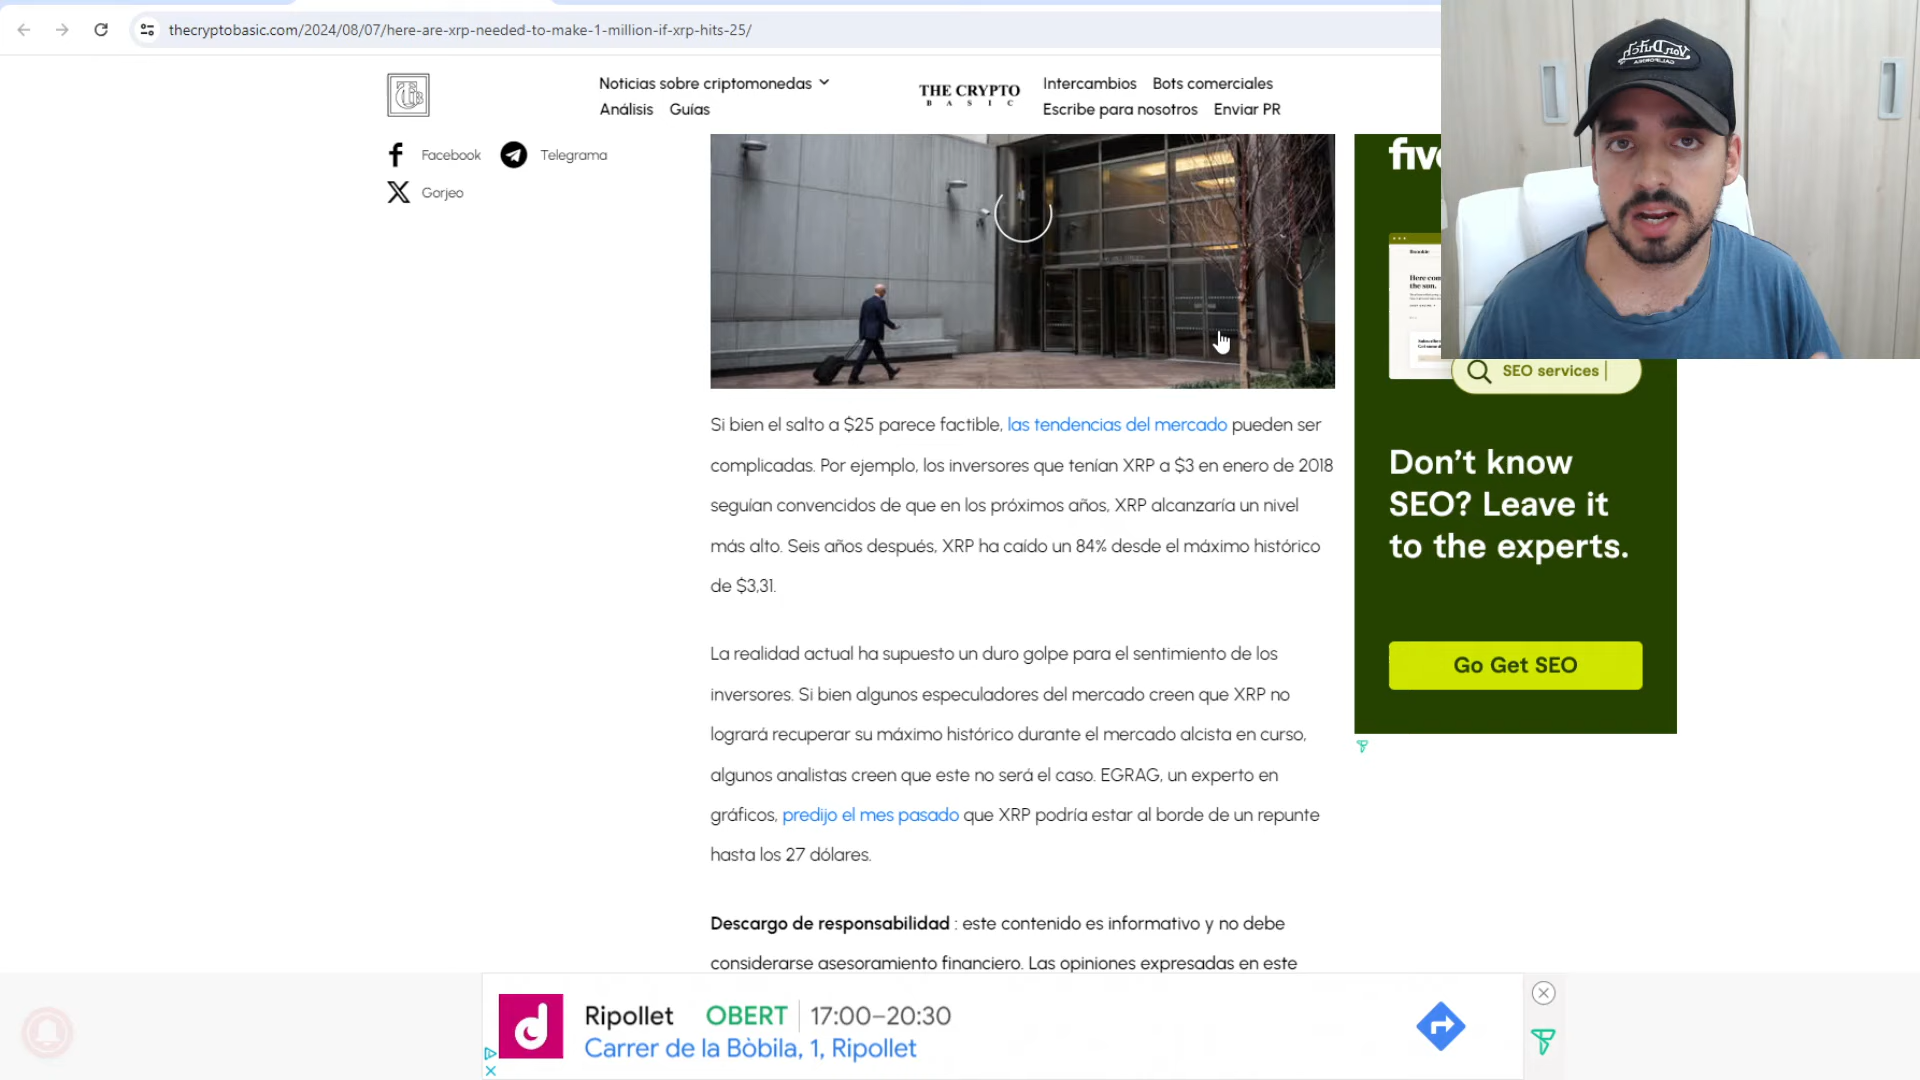 thecryptobasic.com/2024/08/07/here-are-xrp-needed-to-make-1-million-if-xrp-hits-25/
Noticias sobre criptomonedas
Análisis Guías
THE CRYPTO
BASIC
Intercambios Bots comerciales
Escribe para nosotros Enviar PR
Facebook Telegrama
Gorjeo
Si bien el salto a $25 parece factible, las tendencias del mercado pueden ser
complicadas. Por ejemplo, los inversores que tenían XRP a $3 en enero de 2018
seguían convencidos de que en los próximos años, XRP alcanzaría un nivel
más alto. Seis años después, XRP ha caído un 84% desde el máximo histórico
de $3,31.
La realidad actual ha supuesto un duro golpe para el sentimiento de los
inversores. Si bien algunos especuladores del mercado creen que XRP no
logrará recuperar su máximo histórico durante el mercado alcista en curso,
algunos analistas creen que este no será el caso. EGRAG, un experto en
gráficos, predijo el mes pasado que XRP podría estar al borde de un repunte
hasta los 27 dólares.
Descargo de responsabilidad : este contenido es informativo y no debe
considerarse asesoramiento financiero. Las opiniones expresadas en este
SEO services
Don't know
SEO? Leave it
to the experts.
Go Get SEO
Ripollet OBERT 17:00–20:30
Carrer de la Bòbila, 1, Ripollet